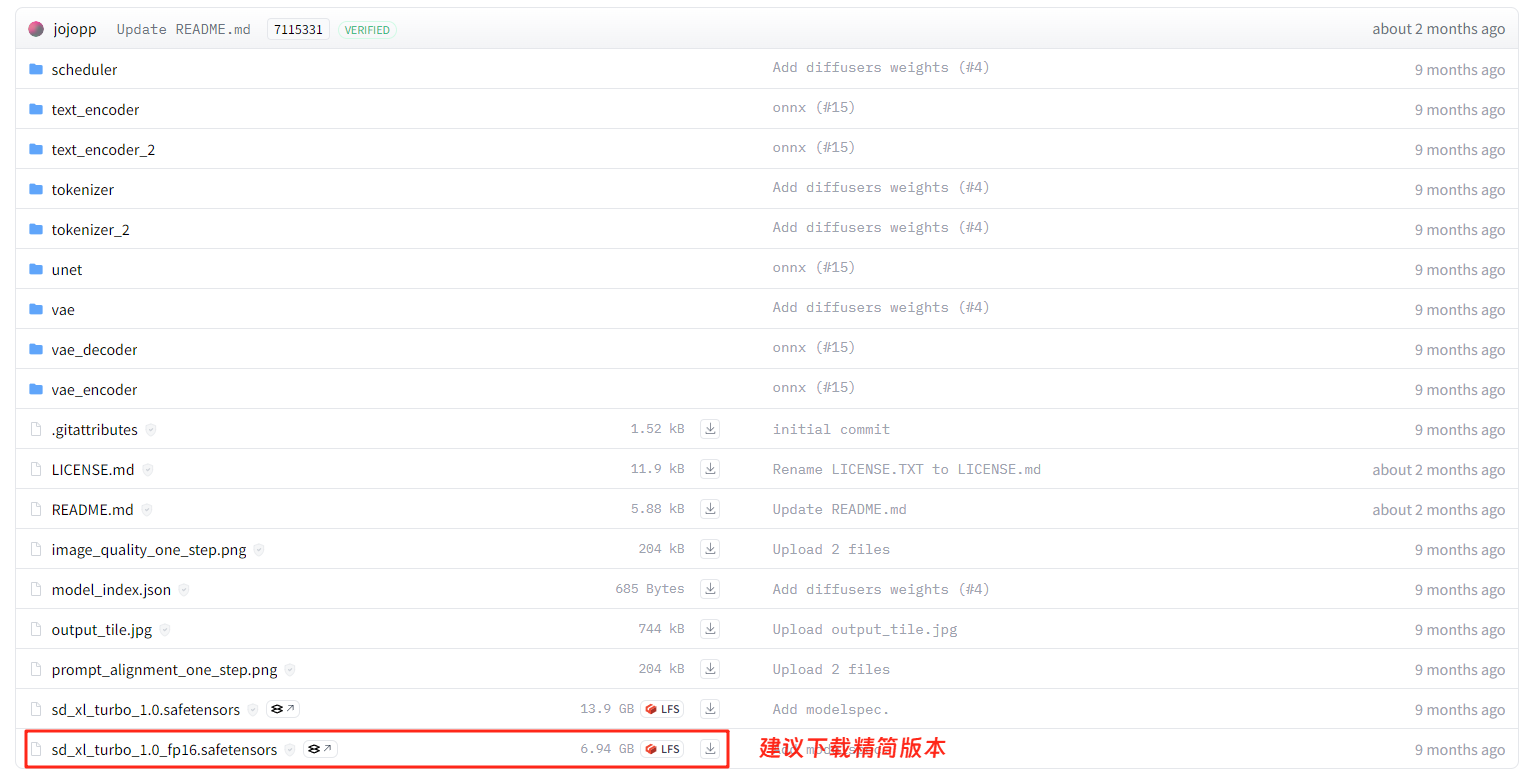 jojopp Update README.md 7115331 VERIFIED about 2 months ago
scheduler Add diffusers weights (#4) 9 months ago
text_encoder onnx (#15) 9 months ago
text_encoder_2 onnx (#15) 9 months ago
tokenizer Add diffusers weights (#4) 9 months ago
tokenizer_2 Add diffusers weights (#4) 9 months ago
unet onnx (#15) 9 months ago
vae Add diffusers weights (#4) 9 months ago
vae_decoder onnx (#15) 9 months ago
vae_encoder onnx (#15) 9 months ago
.gitattributes 1.52 kB initial commit 9 months ago
LICENSE.md 11.9 kB Rename LICENSE.TXT to LICENSE.md about 2 months ago
README.md 5.88 kB Update README.md about 2 months ago
image_quality_one_step.png 204 kB Upload 2 files 9 months ago
model_index.json 685 Bytes Add diffusers weights (#4) 9 months ago
output_tile.jpg 744 kB Upload output_tile.jpg 9 months ago
prompt_alignment_one_step.png 204 kB Upload 2 files 9 months ago
sd_xl_turbo_1.0.safetensors 13.9 GB LFS Add modelspec. 9 months ago
sd_xl_turbo_1.0_fp16.safetensors 6.94 GB LFS 建议下载精简版本 9 months ago